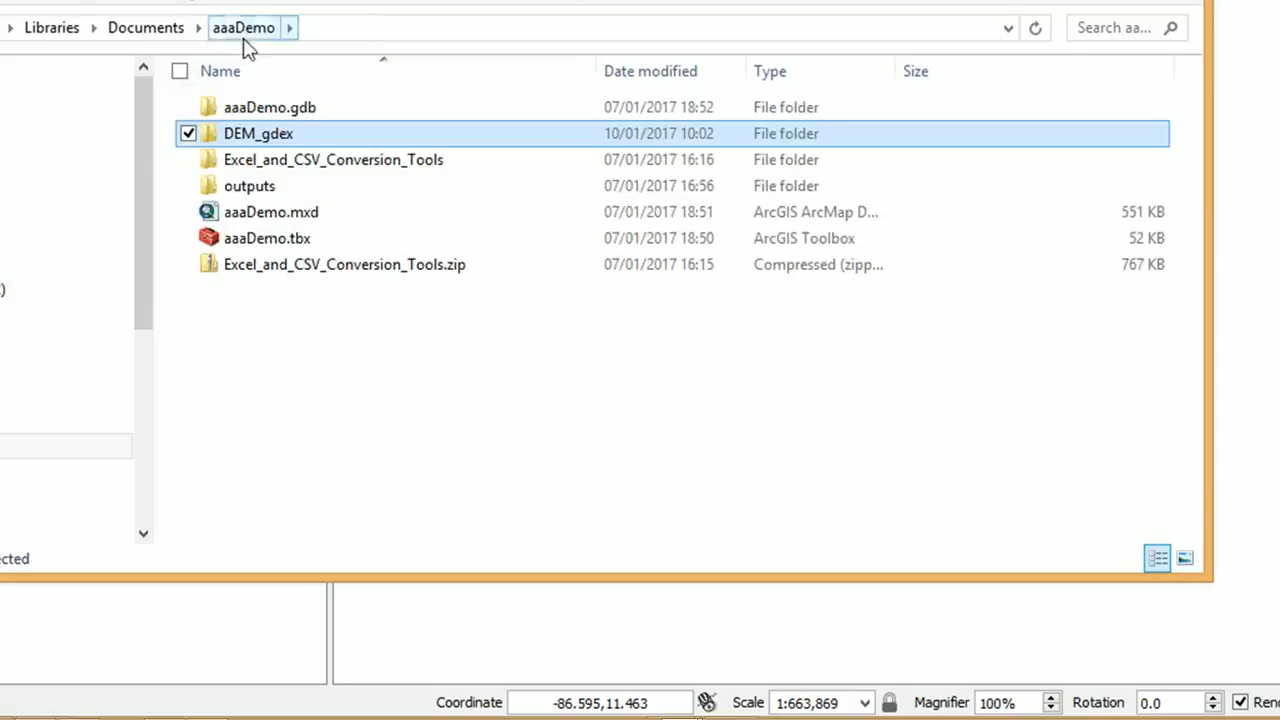 Libraries Documents aaaDemo Search aa...
Name Date modified Type Size
aaaDemo.gdb 07/01/2017 18:52 File folder
DEM_gdex 10/01/2017 10:02 File folder
Excel_and_CSV_Conversion_Tools 07/01/2017 16:16 File folder
outputs 07/01/2017 16:56 File folder
aaaDemo.mxd 07/01/2017 18:51 ArcGIS ArcMap D... 551 KB
aaaDemo.tbx 07/01/2017 18:50 ArcGIS Toolbox 52 KB
Excel_and_CSV_Conversion_Tools.zip 07/01/2017 16:15 Compressed (zipp... 767 KB
)
ected
Coordinate -86.595,11.463 Scale 1:663,869 Magnifier 100% Rotation 0.0 Ren